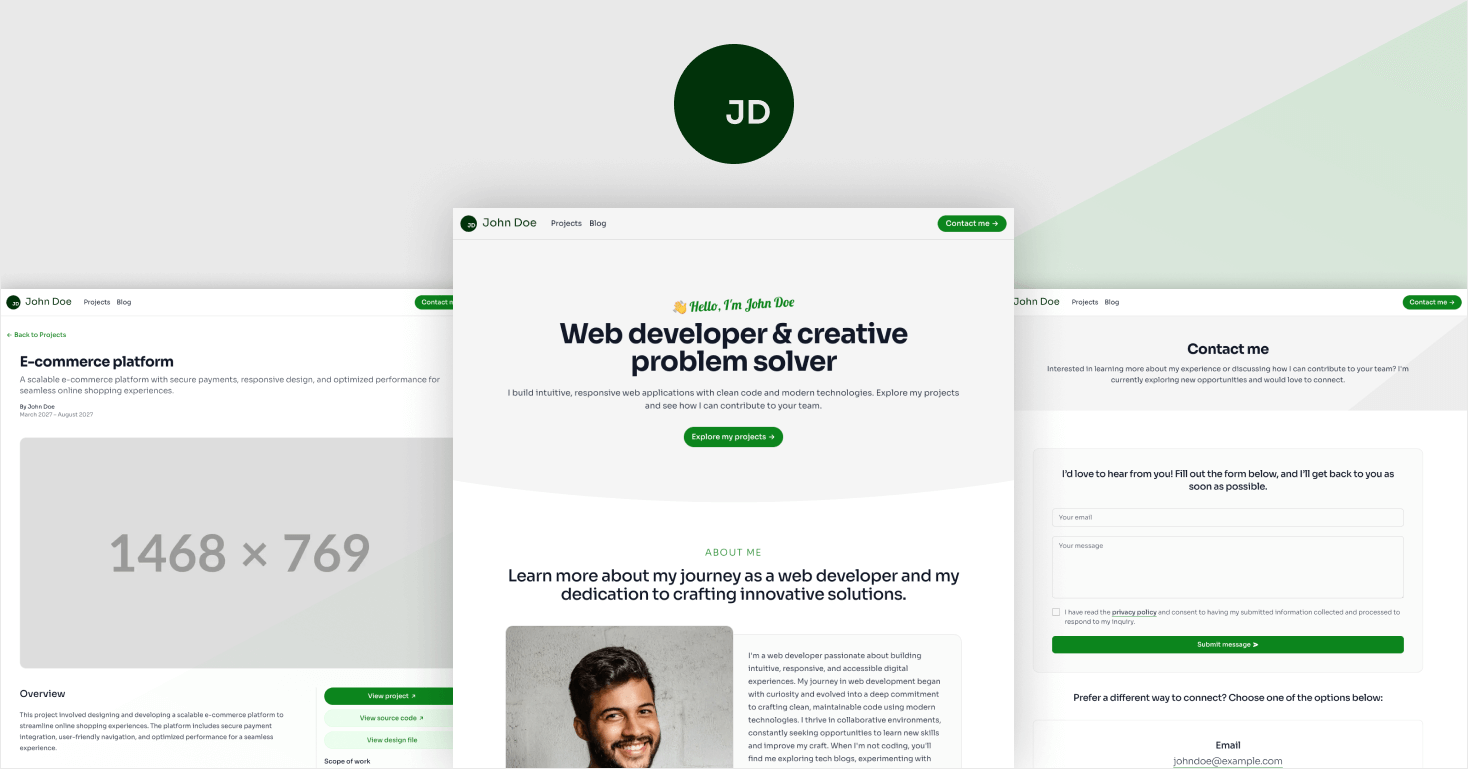 JD
JD John Doe Projects Blog Contact me →
👋 Hello, I'm John Doe
Web developer & creative
problem solver
I build intuitive, responsive web applications with clean code and modern technologies. Explore my projects
and see how I can contribute to your team.
Explore my projects →
ABOUT ME
Learn more about my journey as a web developer and my
dedication to crafting innovative solutions.
I'm a web developer passionate about building
intuitive, responsive, and accessible digital
experiences. My journey in web development began
with curiosity and evolved into a deep commitment
to crafting clean, maintainable code using modern
technologies. I thrive in collaborative environments,
constantly seeking opportunities to learn new skills
and improve my craft. When I'm not coding, you'll
find me exploring tech blogs, experimenting with
JD John Doe Projects Blog Contact m
← Back to Projects
E-commerce platform
A scalable e-commerce platform with secure payments, responsive design, and optimized performance for
seamless online shopping experiences.
By John Doe
March 2027 - August 2027
1468 × 769
Overview
This project involved designing and developing a scalable e-commerce platform to
streamline online shopping experiences. The platform includes secure payment
integration, user-friendly navigation, and optimized performance for a seamless
experience.
View project ↗
View source code ↗
View design file
Scope of work
John Doe Projects Blog Contact me →
Contact me
Interested in learning more about my experience or discussing how I can contribute to your team? I'm
currently exploring new opportunities and would love to connect.
I'd love to hear from you! Fill out the form below, and I'll get back to you as
soon as possible.
Your email
Your message
I have read the privacy policy and consent to having my submitted information collected and processed to
respond to my inquiry.
Submit message
Prefer a different way to connect? Choose one of the options below:
Email
johndoe@example.com